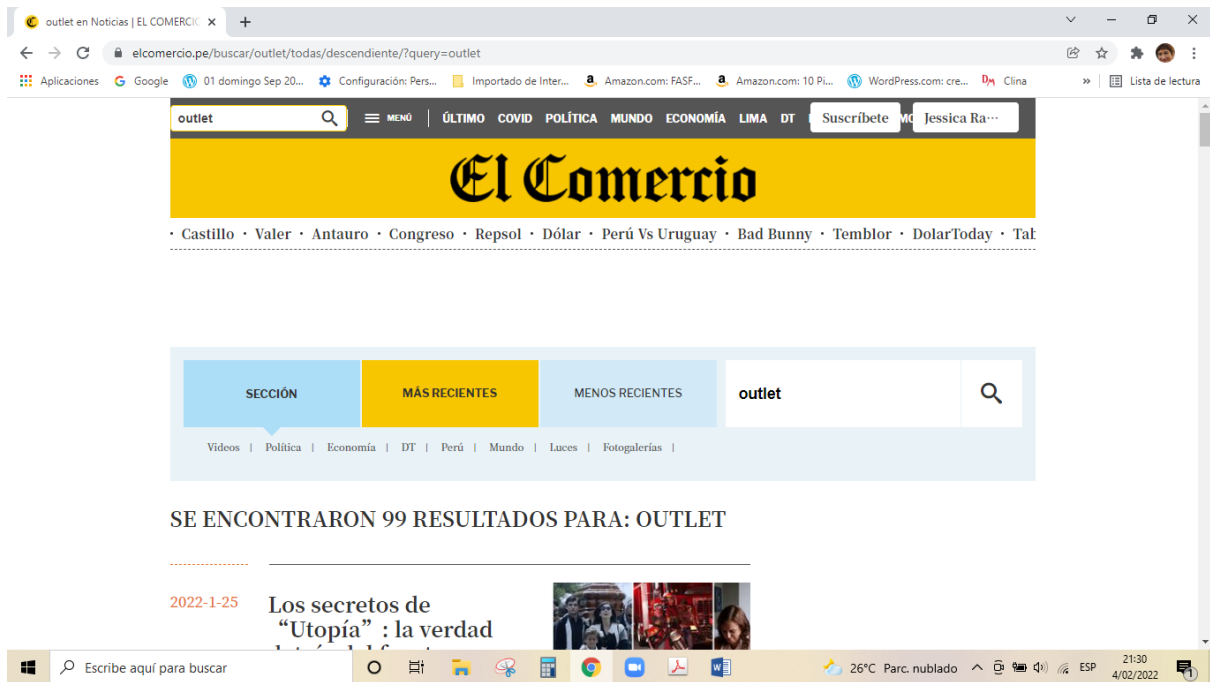 outlet en Noticias | EL COMERCIO
elcomercio.pe/buscar/outlet/todas/descendiente/?query=outlet
Aplicaciones Google 01 domingo Sep 20... Configuración: Pers... Importado de Inter... Amazon.com: FASF... Amazon.com: 10 Pi... WordPress.com: cre... Clina » Lista de lectura
outlet MENÚ ÚLTIMO COVID POLÍTICA MUNDO ECONOMÍA LIMA DT Suscríbete Jessica Ra···
El Comercio
· Castillo · Valer · Antauro · Congreso · Repsol · Dólar · Perú Vs Uruguay · Bad Bunny · Temblor · DolarToday ·
SECCIÓN MÁS RECIENTES MENOS RECIENTES outlet
Videos | Política | Economía | DT | Perú | Mundo | Luces | Fotogalerías |
SE ENCONTRARON 99 RESULTADOS PARA: OUTLET
2022-1-25 Los secretos de
“Utopía” : la verdad
Escribe aquí para buscar 26°C Parc. nublado ESP 21:30
4/02/2022